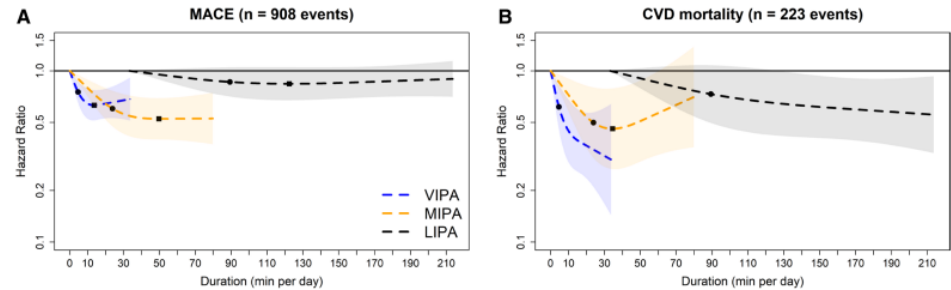 A
MACE (n = 908 events)
Hazard Ratio
1.5
1.0
0.5
0.2
0.1
VIPA
MIPA
LIPA
0 10 30 50 70 90 110 130 150 170 190 210
Duration (min per day)
B
CVD mortality (n = 223 events)
Hazard Ratio
1.5
1.0
0.5
0.2
0.1
0 10 30 50 70 90 110 130 150 170 190 210
Duration (min per day)